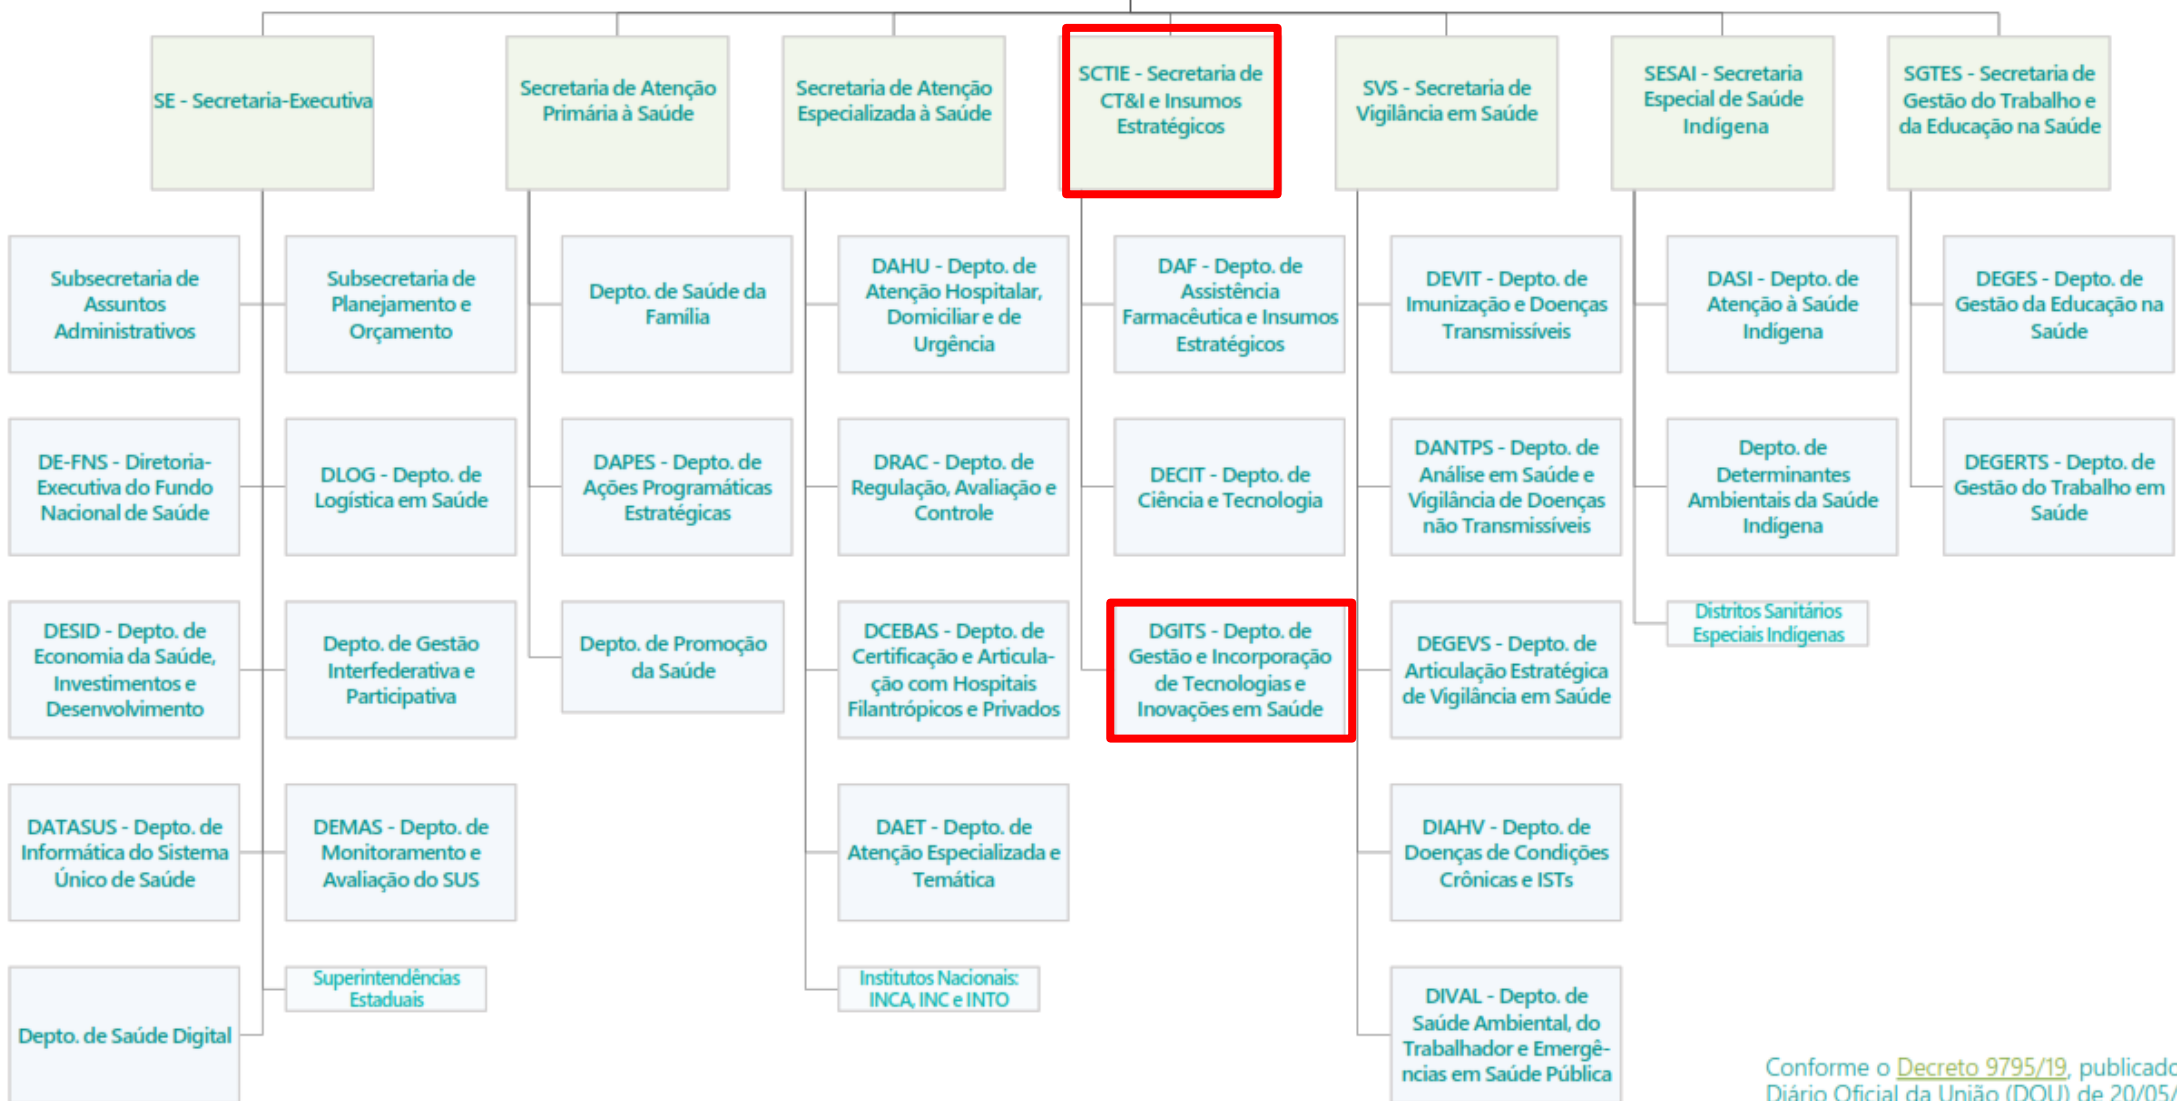 SE - Secretaria-Executiva
Secretaria de Atenção
Primária à Saúde
Secretaria de Atenção
Especializada à Saúde
SCTIE - Secretaria de
CT&I e Insumos
Estratégicos
SVS - Secretaria de
Vigilância em Saúde
SESAI - Secretaria
Especial de Saúde
Indígena
SGTES - Secretaria de
Gestão do Trabalho e
da Educação na Saúde
Subsecretaria de
Assuntos
Administrativos
Subsecretaria de
Planejamento e
Orçamento
Depto. de Saúde da
Família
DAHU - Depto. de
Atenção Hospitalar,
Domiciliar e de
Urgência
DAF - Depto. de
Assistência
Farmacêutica e Insumos
Estratégicos
DEVIT - Depto. de
Imunização e Doenças
Transmissíveis
DASI - Depto. de
Atenção à Saúde
Indígena
DEGES - Depto. de
Gestão da Educação na
Saúde
DE-FNS - Diretoria-
Executiva do Fundo
Nacional de Saúde
DLOG - Depto. de
Logística em Saúde
DAPES - Depto. de
Ações Programáticas
Estratégicas
DRAC - Depto. de
Regulação, Avaliação e
Controle
DECIT - Depto. de
Ciência e Tecnologia
DANTPS - Depto. de
Análise em Saúde e
Vigilância de Doenças
não Transmissíveis
Depto. de
Determinantes
Ambientais da Saúde
Indígena
DEGERTS - Depto. de
Gestão do Trabalho em
Saúde
DESID - Depto. de
Economia da Saúde,
Investimentos e
Desenvolvimento
Depto. de Gestão
Interfederativa e
Participativa
Depto. de Promoção
da Saúde
DCEBAS - Depto. de
Certificação e Articula-
ção com Hospitais
Filantrópicos e Privados
DGITS - Depto. de
Gestão e Incorporação
de Tecnologias e
Inovações em Saúde
DEGEVS - Depto. de
Articulação Estratégica
de Vigilância em Saúde
Distritos Sanitários
Especiais Indígenas
DATASUS - Depto. de
Informática do Sistema
Único de Saúde
DEMAS - Depto. de
Monitoramento e
Avaliação do SUS
DAET - Depto. de
Atenção Especializada e
Temática
DIAHV - Depto. de
Doenças de Condições
Crônicas e ISTs
Depto. de Saúde Digital
Superintendências
Estaduais
Institutos Nacionais:
INCA, INC e INTO
DIVAL - Depto. de
Saúde Ambiental, do
Trabalhador e Emergê-
ncias em Saúde Pública
Conforme o Decreto 9795/19, publicado
Diário Oficial da União (DOU) de 20/05/